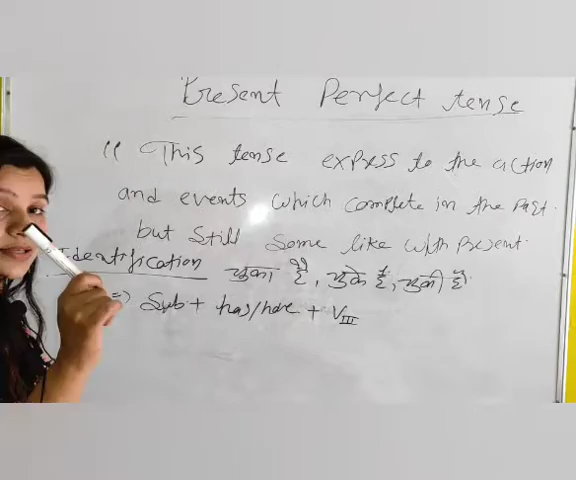 Present Perfect tense
" This tense express to the action
and events which complete in the Past.
but still some like with present.
Identification चुका है, चुके हैं, चुकी है.
=> Sub + has/have + VIII